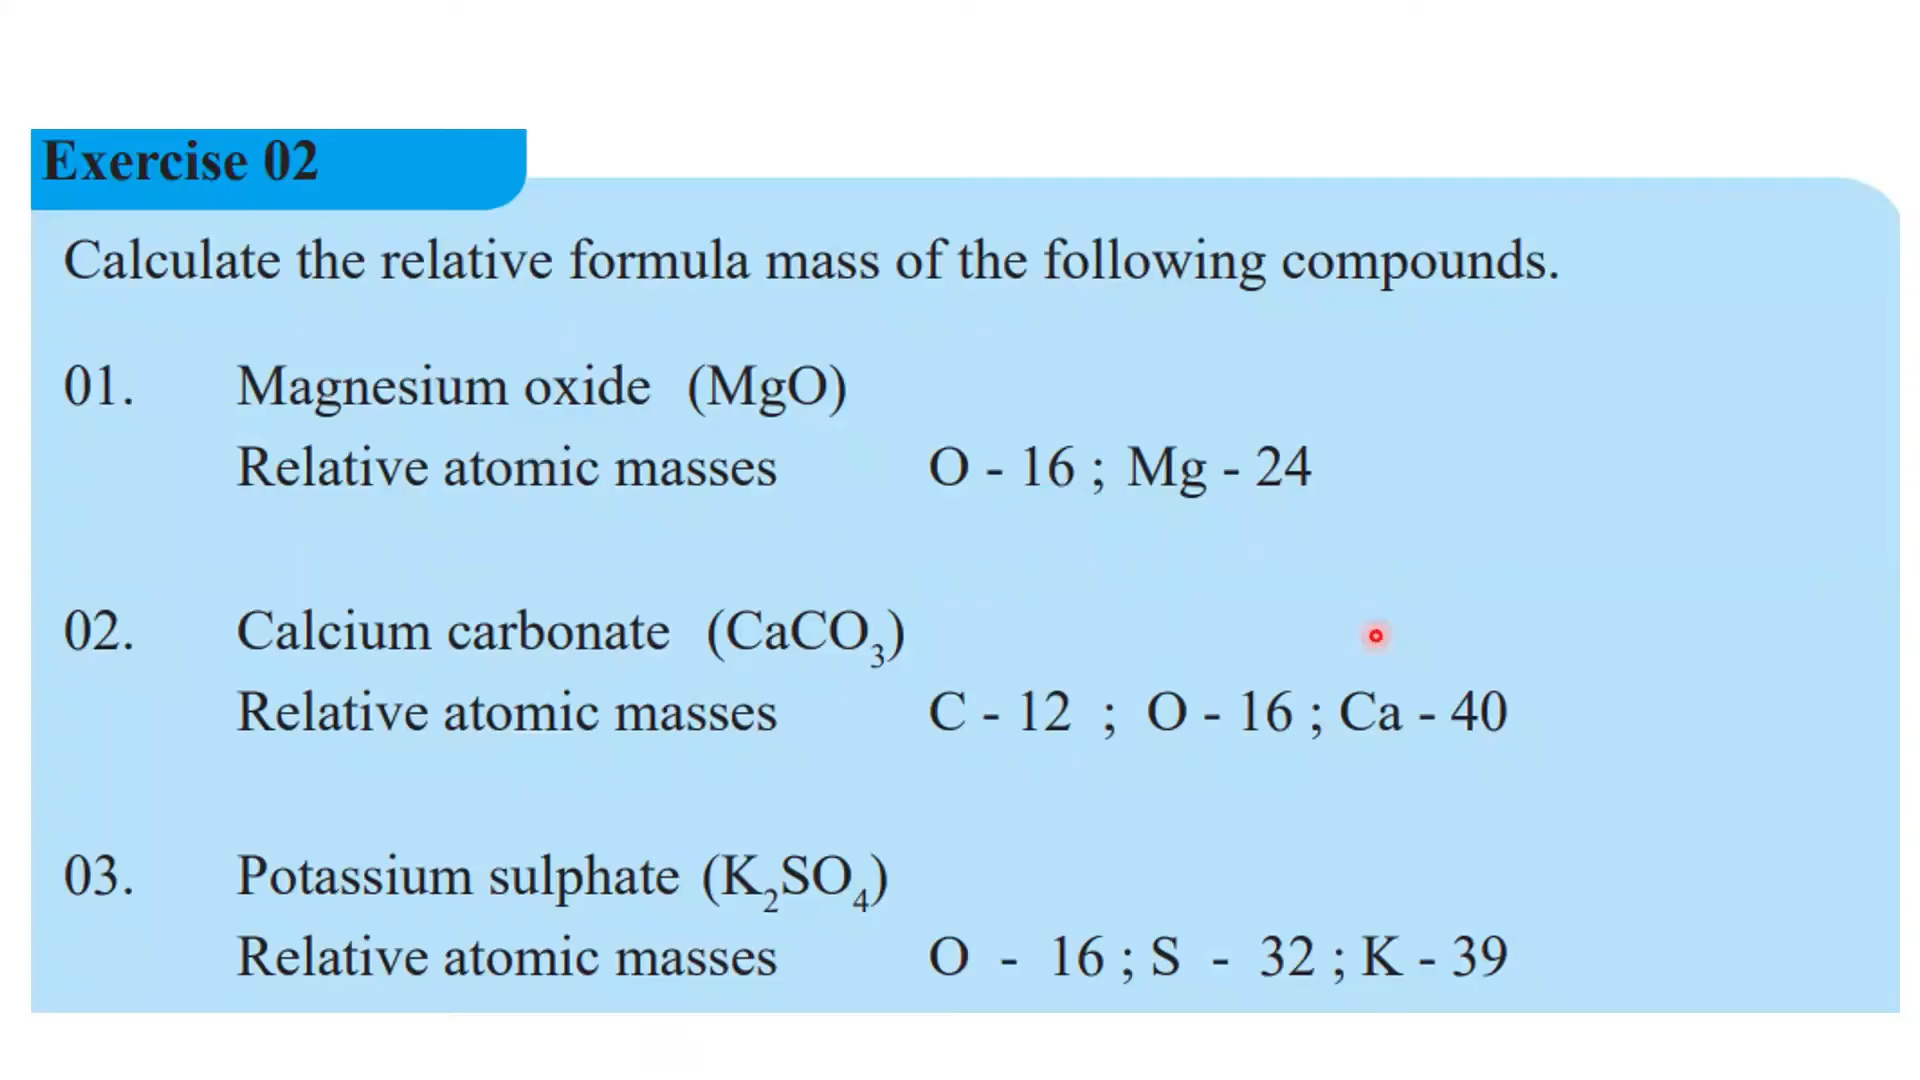 Exercise 02
Calculate the relative formula mass of the following compounds.
01. Magnesium oxide (MgO)
Relative atomic masses O - 16 ; Mg - 24
02. Calcium carbonate (CaCO₃)
Relative atomic masses C - 12 ; O - 16 ; Ca - 40
03. Potassium sulphate (K₂SO₄)
Relative atomic masses O - 16 ; S - 32 ; K - 39